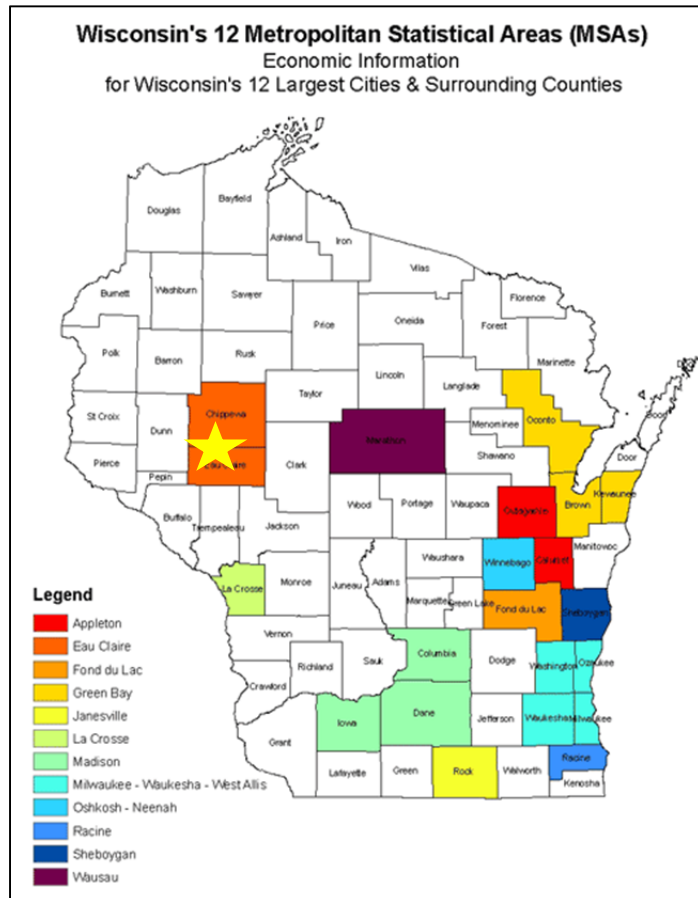 Wisconsin's 12 Metropolitan Statistical Areas (MSAs)
Economic Information
for Wisconsin's 12 Largest Cities & Surrounding Counties
Douglas
Bayfield
Ashland
Iron
Vilas
Burnett
Washburn
Sawyer
Price
Oneida
Forest
Florence
Marinette
Polk
Barron
Rusk
Lincoln
Langlade
Taylor
Chippewa
Oconto
Door
St Croix
Dunn
Marathon
Menominee
Shawano
Door
Pierce
Eau Claire
Clark
Pepin
Buffalo
Trempealeau
Jackson
Wood
Portage
Waupaca
Outagamie
Brown
Kewaunee
Waushara
Winnebago
Calumet
Manitowoc
La Crosse
Monroe
Juneau
Adams
Marquette
Green Lake
Fond du Lac
Sheboygan
Vernon
Richland
Sauk
Columbia
Dodge
Washington
Ozaukee
Crawford
Iowa
Dane
Jefferson
Waukesha
Milwaukee
Grant
Lafayette
Green
Rock
Walworth
Racine
Kenosha
Legend
Appleton
Eau Claire
Fond du Lac
Green Bay
Janesville
La Crosse
Madison
Milwaukee - Waukesha - West Allis
Oshkosh - Neenah
Racine
Sheboygan
Wausau